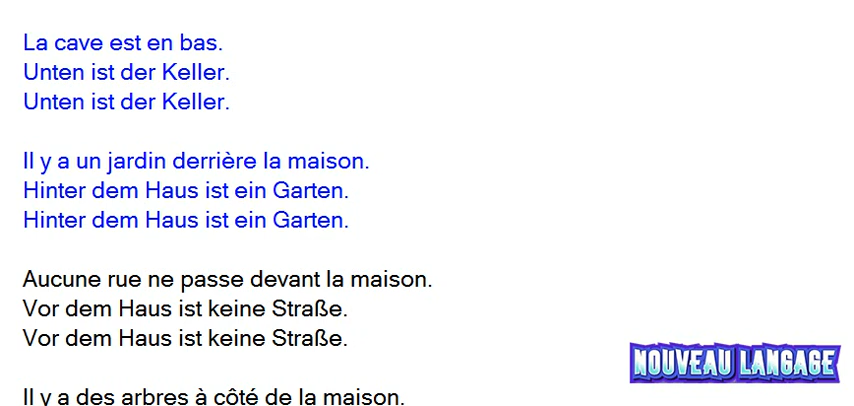 La cave est en bas.
Unten ist der Keller.
Unten ist der Keller.
Il y a un jardin derrière la maison.
Hinter dem Haus ist ein Garten.
Hinter dem Haus ist ein Garten.
Aucune rue ne passe devant la maison.
Vor dem Haus ist keine Straße.
Vor dem Haus ist keine Straße.
NOUVEAU LANGAGE
Il y a des arbres à côté de la maison.